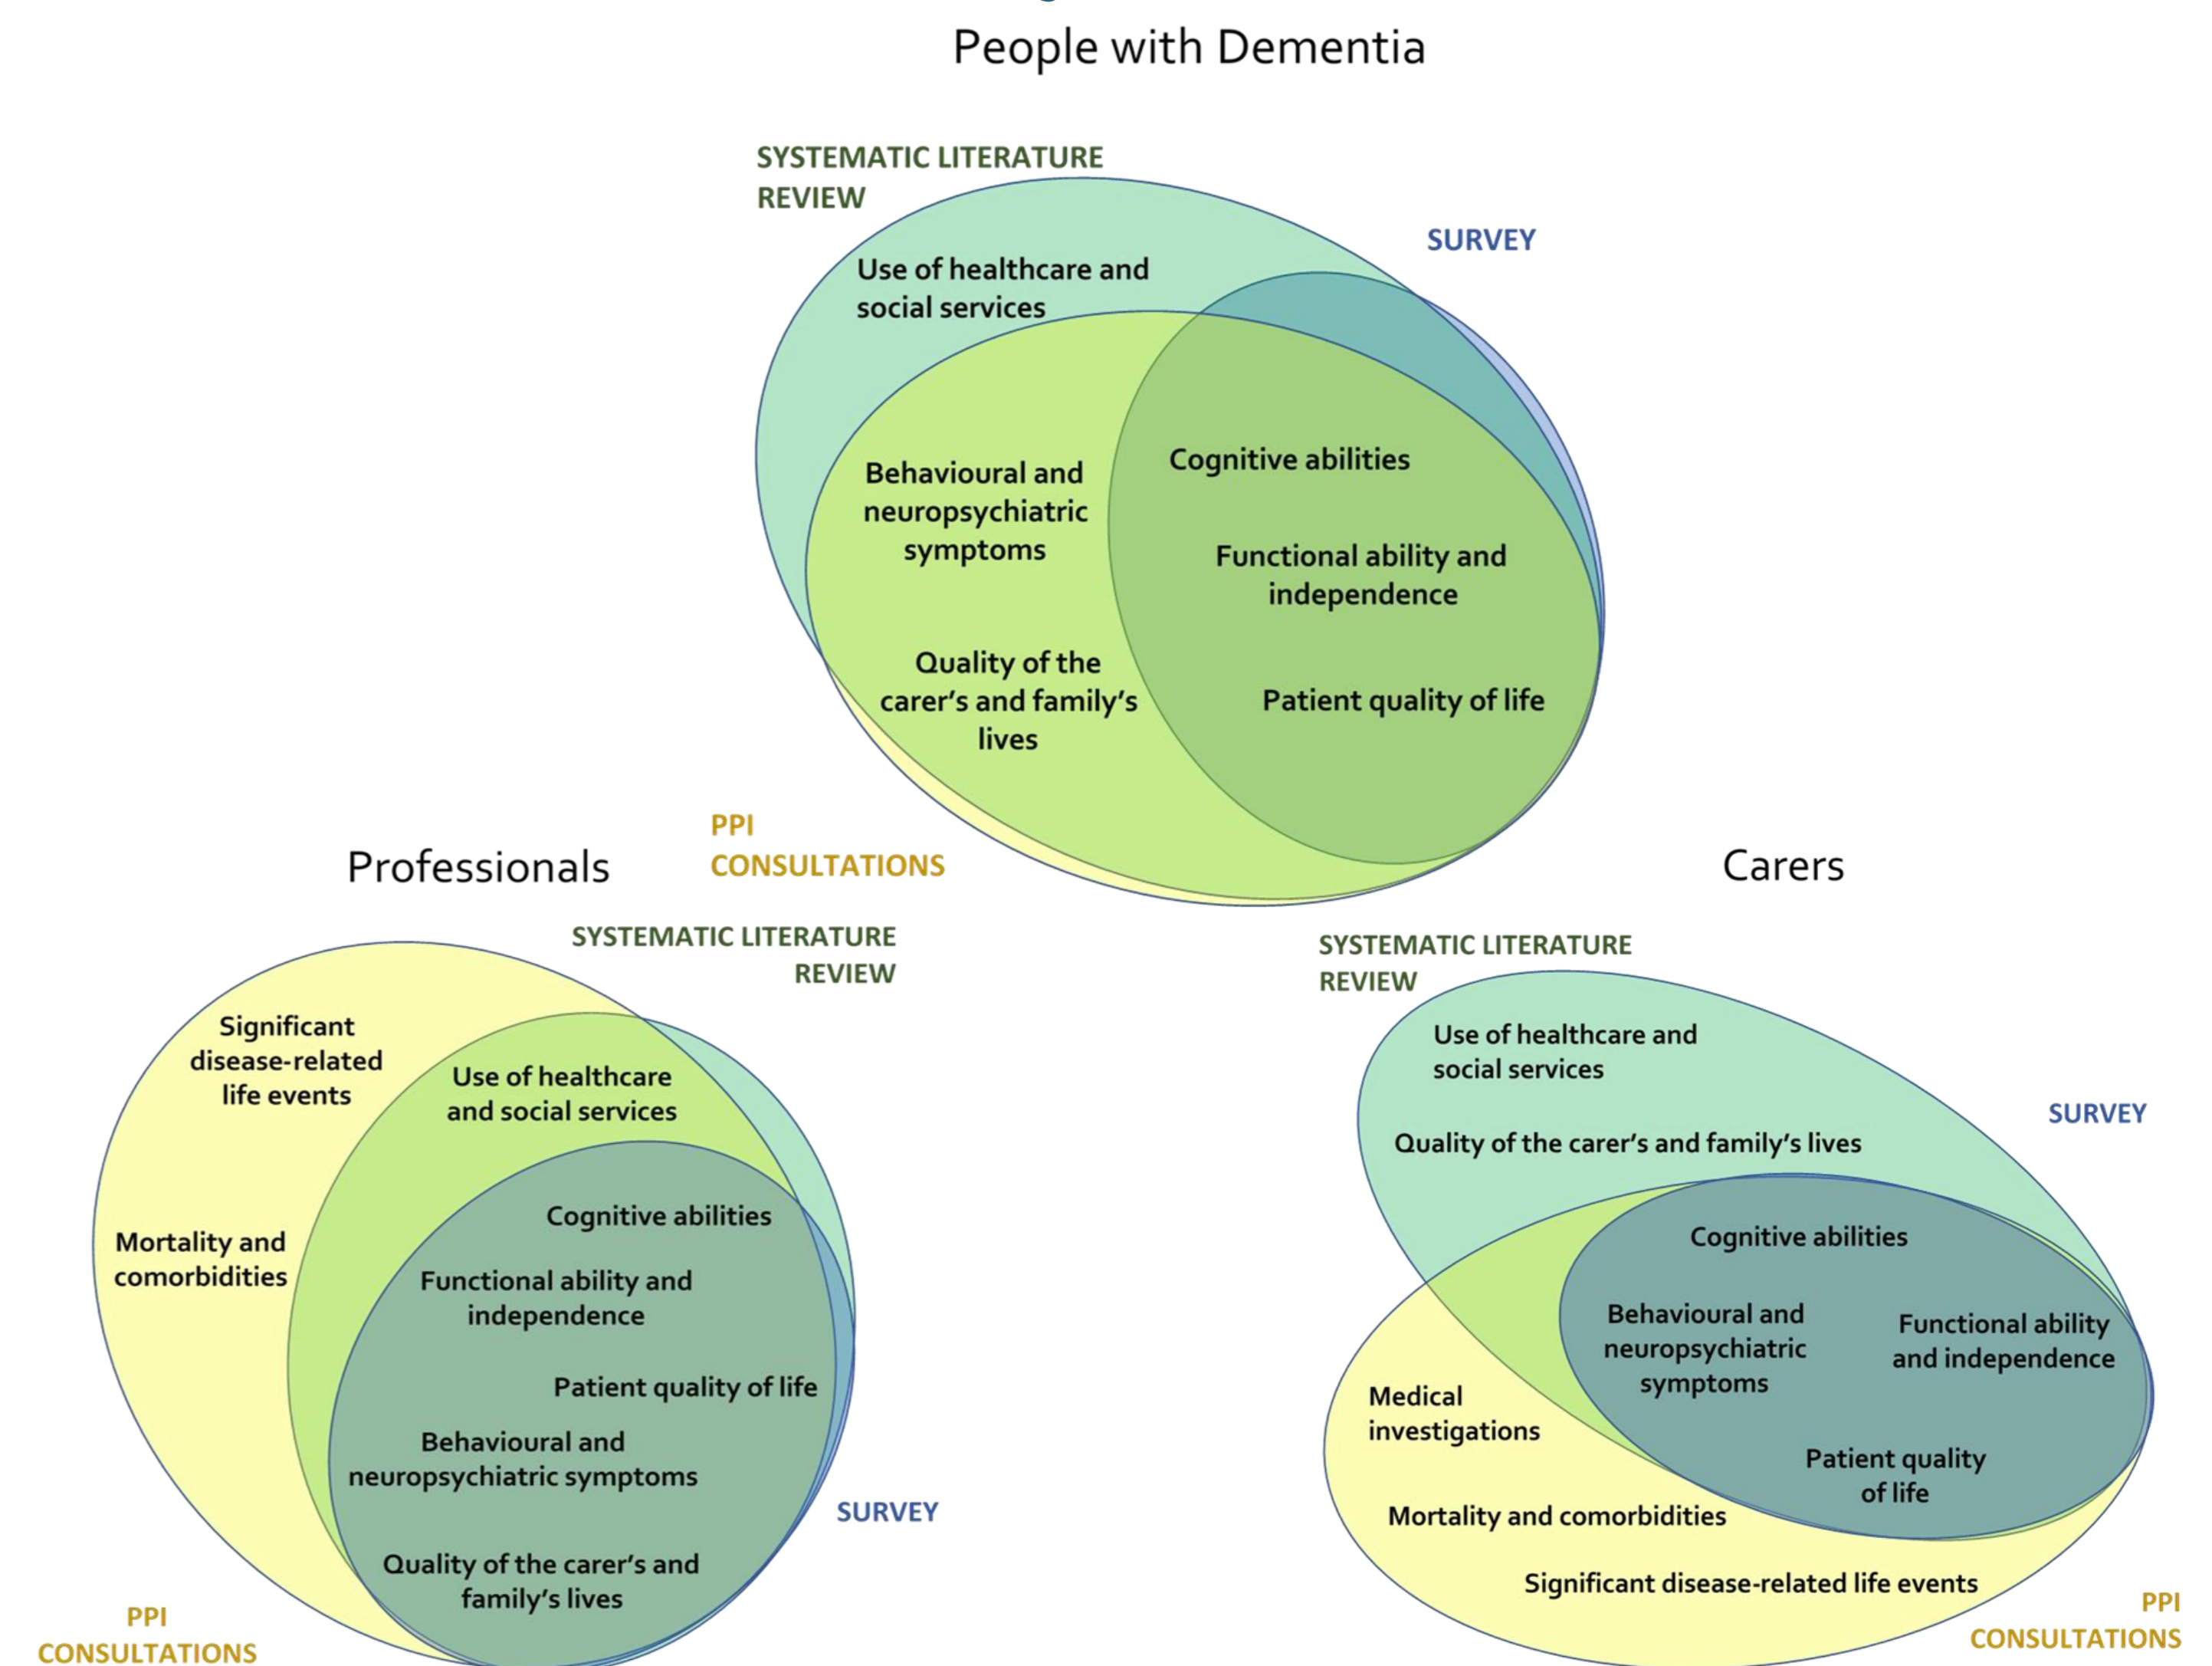 People with Dementia
SYSTEMATIC LITERATURE
REVIEW
SURVEY
Use of healthcare and
social services
Behavioural and
neuropsychiatric
symptoms
Cognitive abilities
Functional ability and
independence
Quality of the
carer's and family's
lives
Patient quality of life
PPI
CONSULTATIONS
Professionals
SYSTEMATIC LITERATURE
REVIEW
Significant
disease-related
life events
Use of healthcare
and social services
Mortality and
comorbidities
Cognitive abilities
Functional ability and
independence
Patient quality of life
Behavioural and
neuropsychiatric symptoms
Quality of the carer's and
family's lives
SURVEY
PPI
CONSULTATIONS
Carers
SYSTEMATIC LITERATURE
REVIEW
Use of healthcare and
social services
SURVEY
Quality of the carer's and family's lives
Cognitive abilities
Behavioural and
neuropsychiatric
symptoms
Functional ability
and independence
Medical
investigations
Patient quality
of life
Mortality and comorbidities
Significant disease-related life events
PPI
CONSULTATIONS